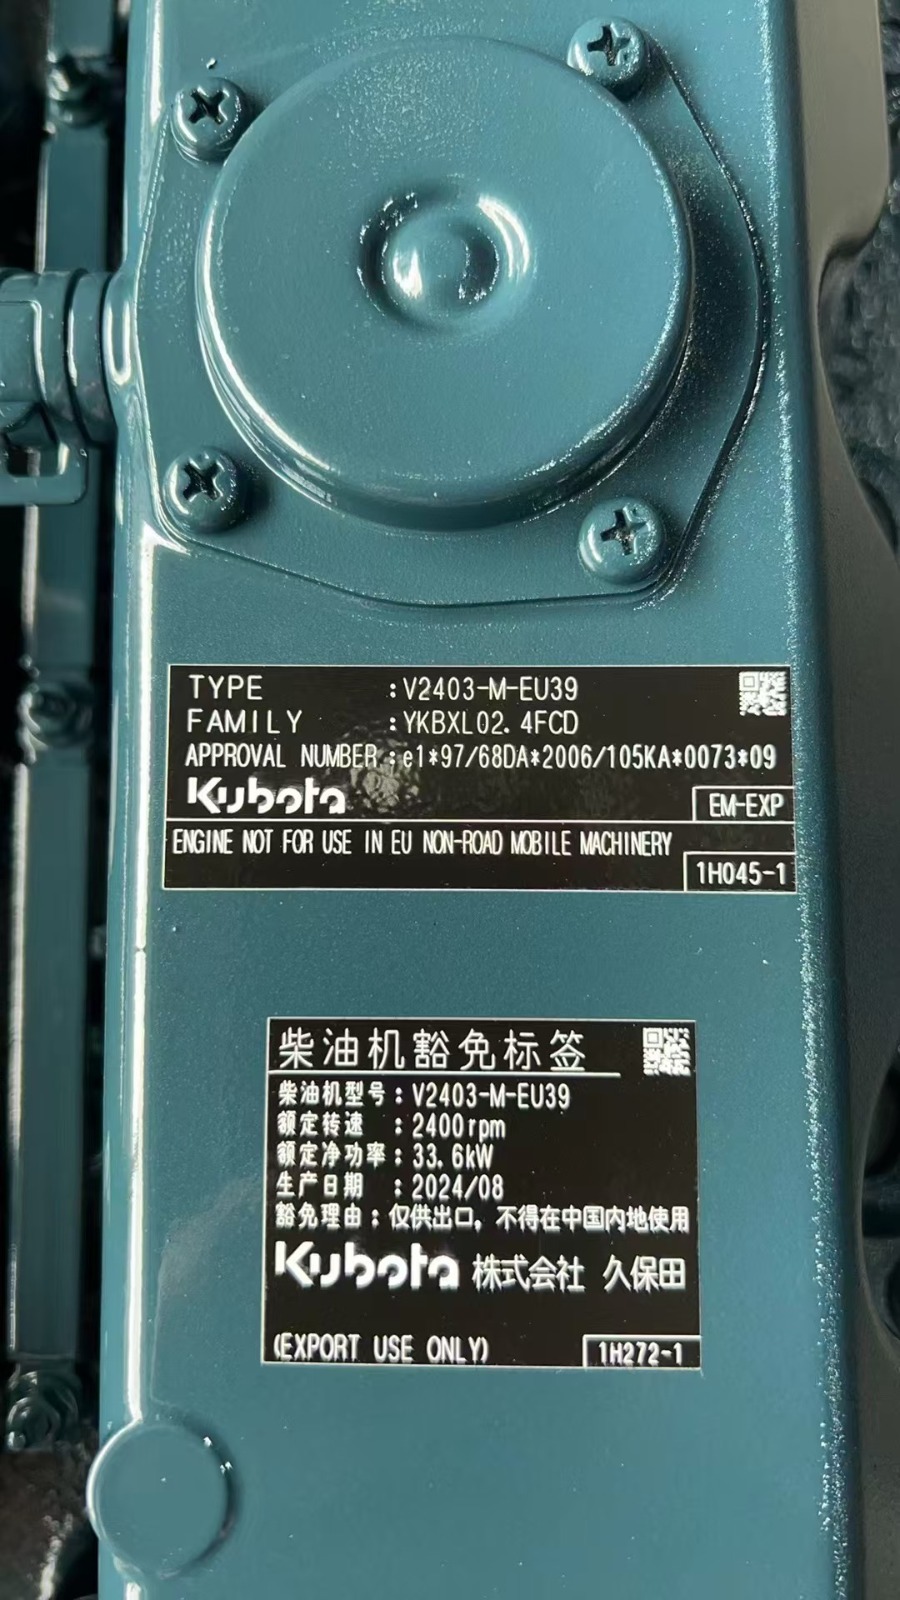 TYPE :V2403-M-EU39
FAMILY :YKBXL02.4FCD
APPROVAL NUMBER:e1*97/68DA*2006/105KA*0073*09
Kubota
EM-EXP
ENGINE NOT FOR USE IN EU NON-ROAD MOBILE MACHINERY
1H045-1
柴油机豁免标签
柴油机型号:V2403-M-EU39
额定转速 :2400rpm
额定净功率:33.6kW
生产日期 :2024/08
豁免理由:仅供出口，不得在中国内地使用
Kubota 株式会社 久保田
(EXPORT USE ONLY)
1H272-1